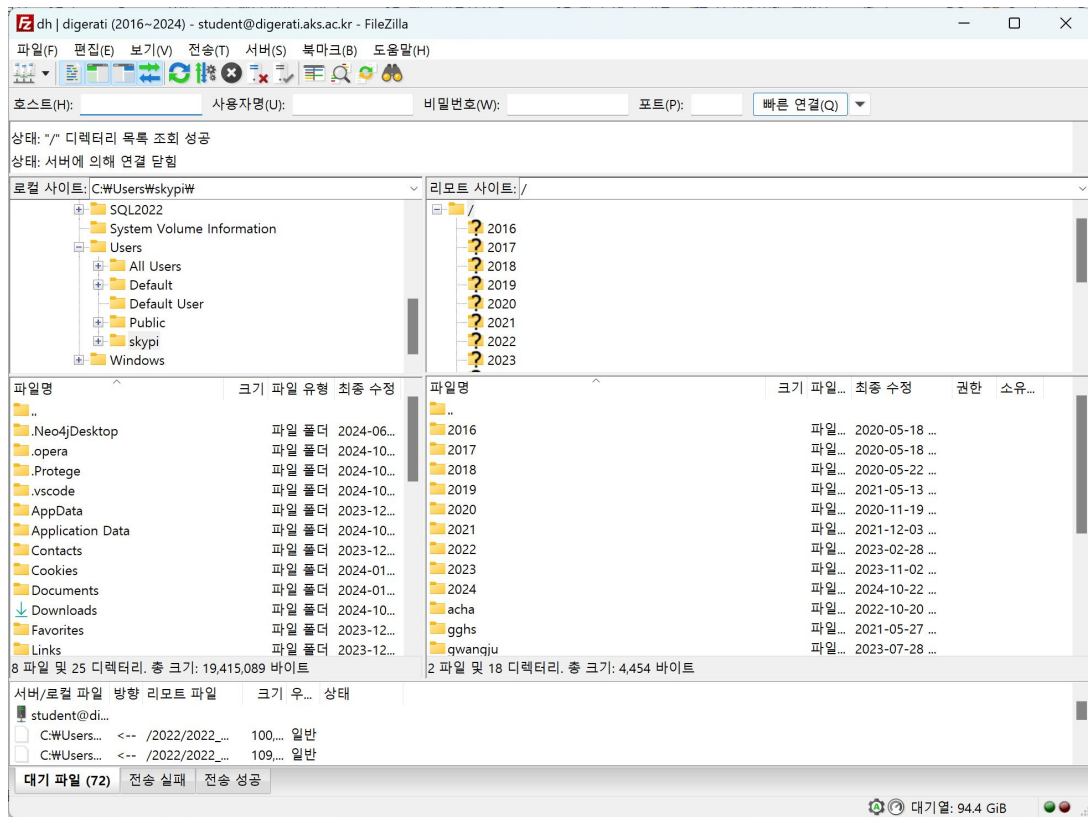 dh | digerati (2016~2024) - student@digerati.aks.ac.kr - FileZilla
파일(F) 편집(E) 보기(V) 전송(T) 서버(S) 북마크(B) 도움말(H)
호스트(H): 사용자명(U): 비밀번호(W): 포트(P): 빠른 연결(Q)
상태: "/" 디렉터리 목록 조회 성공
상태: 서버에 의해 연결 닫힘
로컬 사이트: C:₩Users₩skypi₩
SQL2022
System Volume Information
Users
All Users
Default
Default User
Public
skypi
Windows
리모트 사이트: /
/
2016
2017
2018
2019
2020
2021
2022
2023
파일명 크기 파일 유형 최종 수정
..
.Neo4jDesktop 파일 폴더 2024-06...
.opera 파일 폴더 2024-10...
.Protege 파일 폴더 2024-10...
.vscode 파일 폴더 2024-10...
AppData 파일 폴더 2023-12...
Application Data 파일 폴더 2024-10...
Contacts 파일 폴더 2023-12...
Cookies 파일 폴더 2024-01...
Documents 파일 폴더 2024-01...
Downloads 파일 폴더 2024-10...
Favorites 파일 폴더 2023-12...
Links 파일 폴더 2023-12...
8 파일 및 25 디렉터리. 총 크기: 19,415,089 바이트
파일명 크기 파일... 최종 수정 권한 소유...
..
2016 파일... 2020-05-18 ...
2017 파일... 2020-05-18 ...
2018 파일... 2020-05-22 ...
2019 파일... 2021-05-13 ...
2020 파일... 2020-11-19 ...
2021 파일... 2021-12-03 ...
2022 파일... 2023-02-28 ...
2023 파일... 2023-11-02 ...
2024 파일... 2024-10-22 ...
acha 파일... 2022-10-20 ...
gghs 파일... 2021-05-27 ...
gwangju 파일... 2023-07-28 ...
2 파일 및 18 디렉터리. 총 크기: 4,454 바이트
서버/로컬 파일 방향 리모트 파일 크기 우... 상태
student@di...
C:₩Users... <-- /2022/2022_... 100,... 일반
C:₩Users... <-- /2022/2022_... 109,... 일반
대기 파일 (72) 전송 실패 전송 성공
대기열: 94.4 GiB